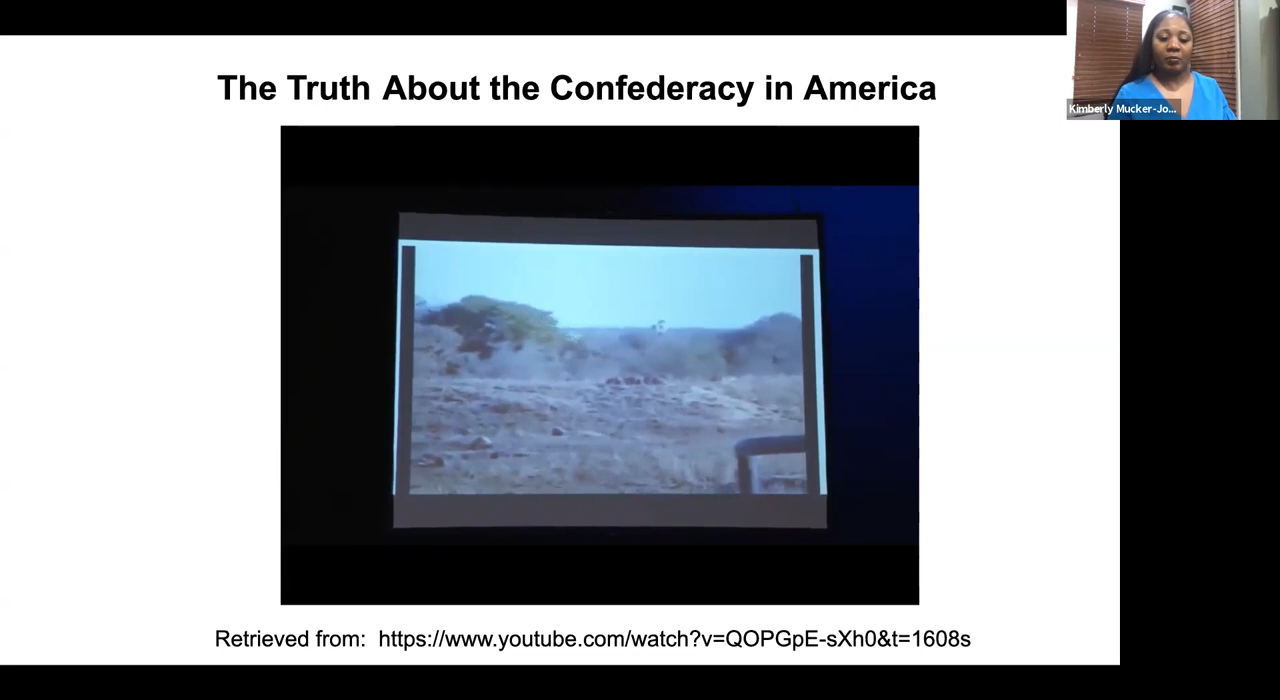 The Truth About the Confederacy in America
Kimberly Mucker-Jo...
Retrieved from: https://www.youtube.com/watch?v=QOPGpE-sXh0&t=1608s